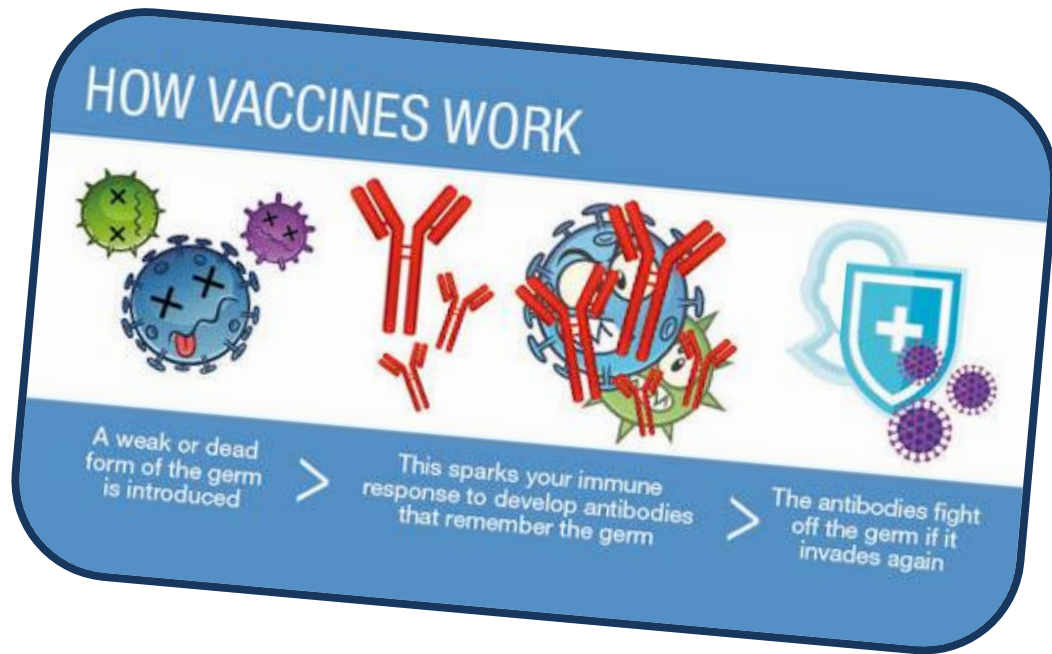 HOW VACCINES WORK
A weak or dead
form of the germ
is introduced
>
This sparks your immune
response to develop antibodies
that remember the germ
>
The antibodies fight
off the germ if it
invades again